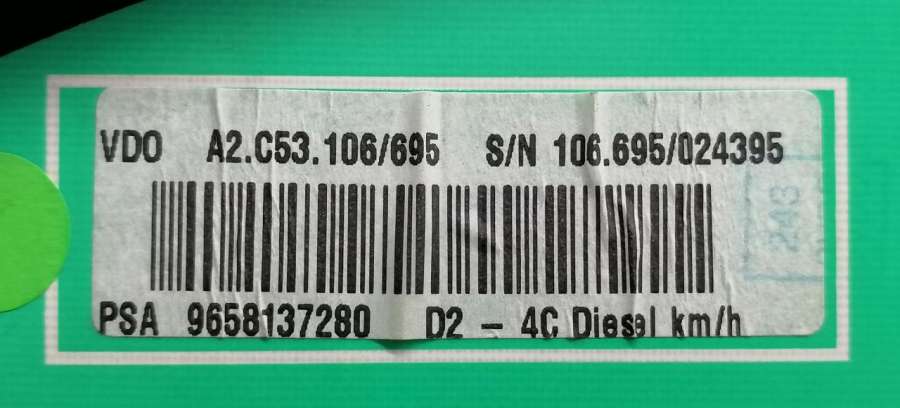 VDO A2.C53.106/695 S/N 106.695/024395
243
PSA 9658137280 D2 - 4C Diesel km/h